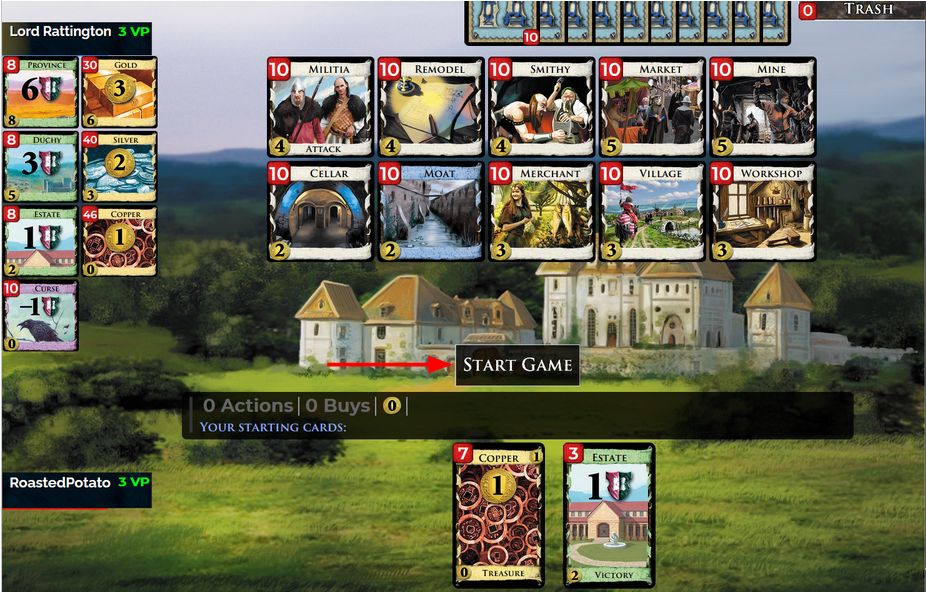 10
0 TRASH
Lord Rattington 3 VP
8 PROVINCE 6 8
30 GOLD 3 6
8 DUCHY 3 5
40 SILVER 2 3
8 ESTATE 1 2
46 COPPER 1 0
10 CURSE -1 0
10 MILITIA 4 ATTACK
10 REMODEL 4
10 SMITHY 4
10 MARKET 5
10 MINE 5
10 CELLAR 2
10 MOAT 2
10 MERCHANT 3
10 VILLAGE 3
10 WORKSHOP 3
START GAME
0 Actions | 0 Buys | 0 |
YOUR STARTING CARDS:
RoastedPotato 3 VP
7 COPPER 1
1
0 TREASURE
3 ESTATE
1
2 VICTORY